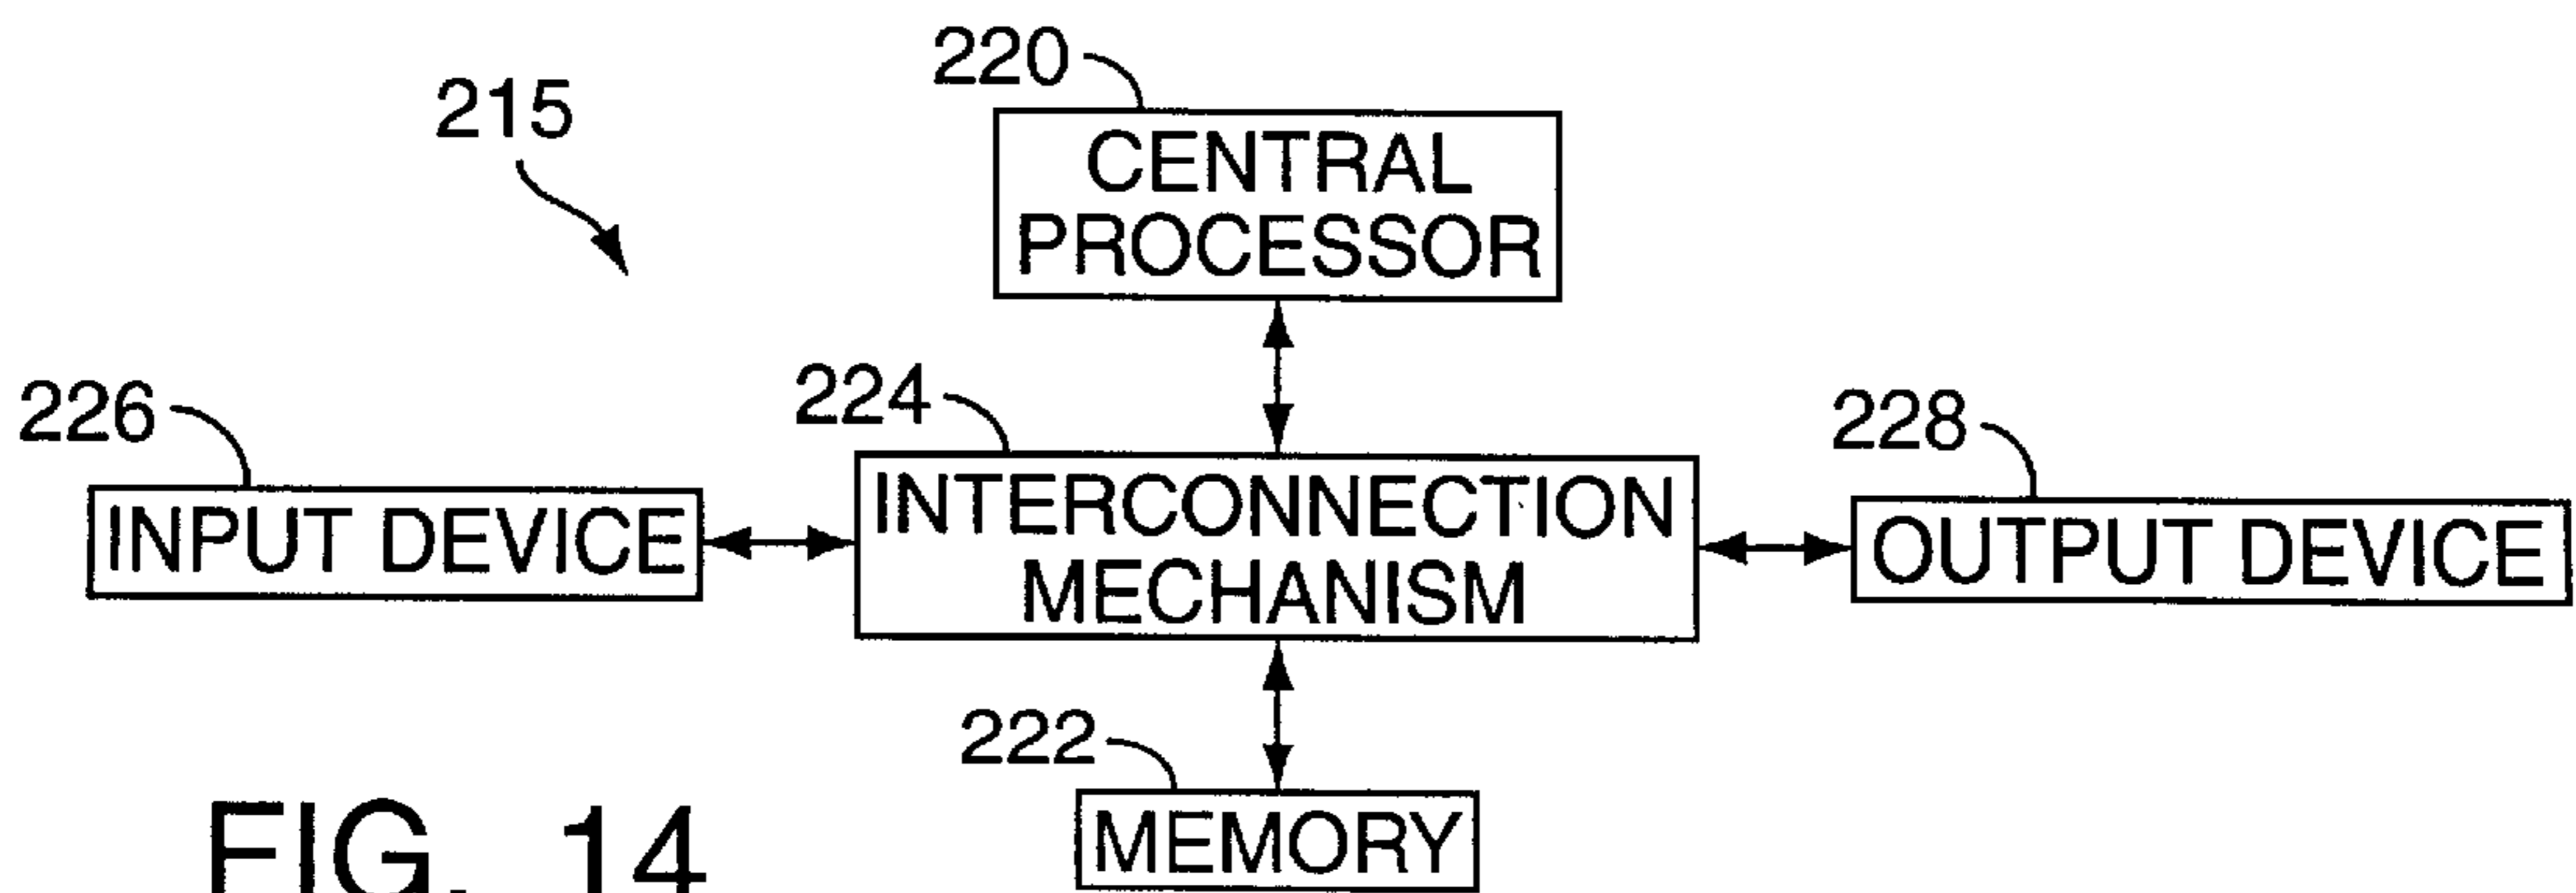 220
215
CENTRAL
PROCESSOR
226
224
228
INPUT DEVICE
INTERCONNECTION
MECHANISM
OUTPUT DEVICE
222
MEMORY
FIG. 14